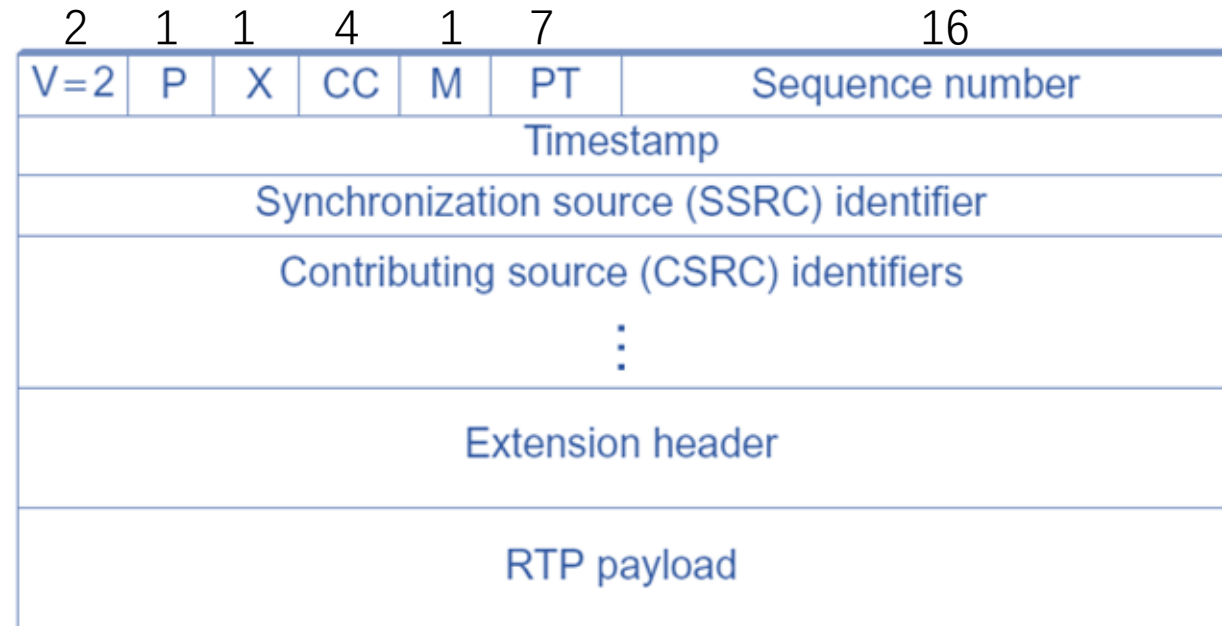 2 1 1 4 1 7 16
V=2 P X CC M PT Sequence number
Timestamp
Synchronization source (SSRC) identifier
Contributing source (CSRC) identifiers
⋮
Extension header
RTP payload